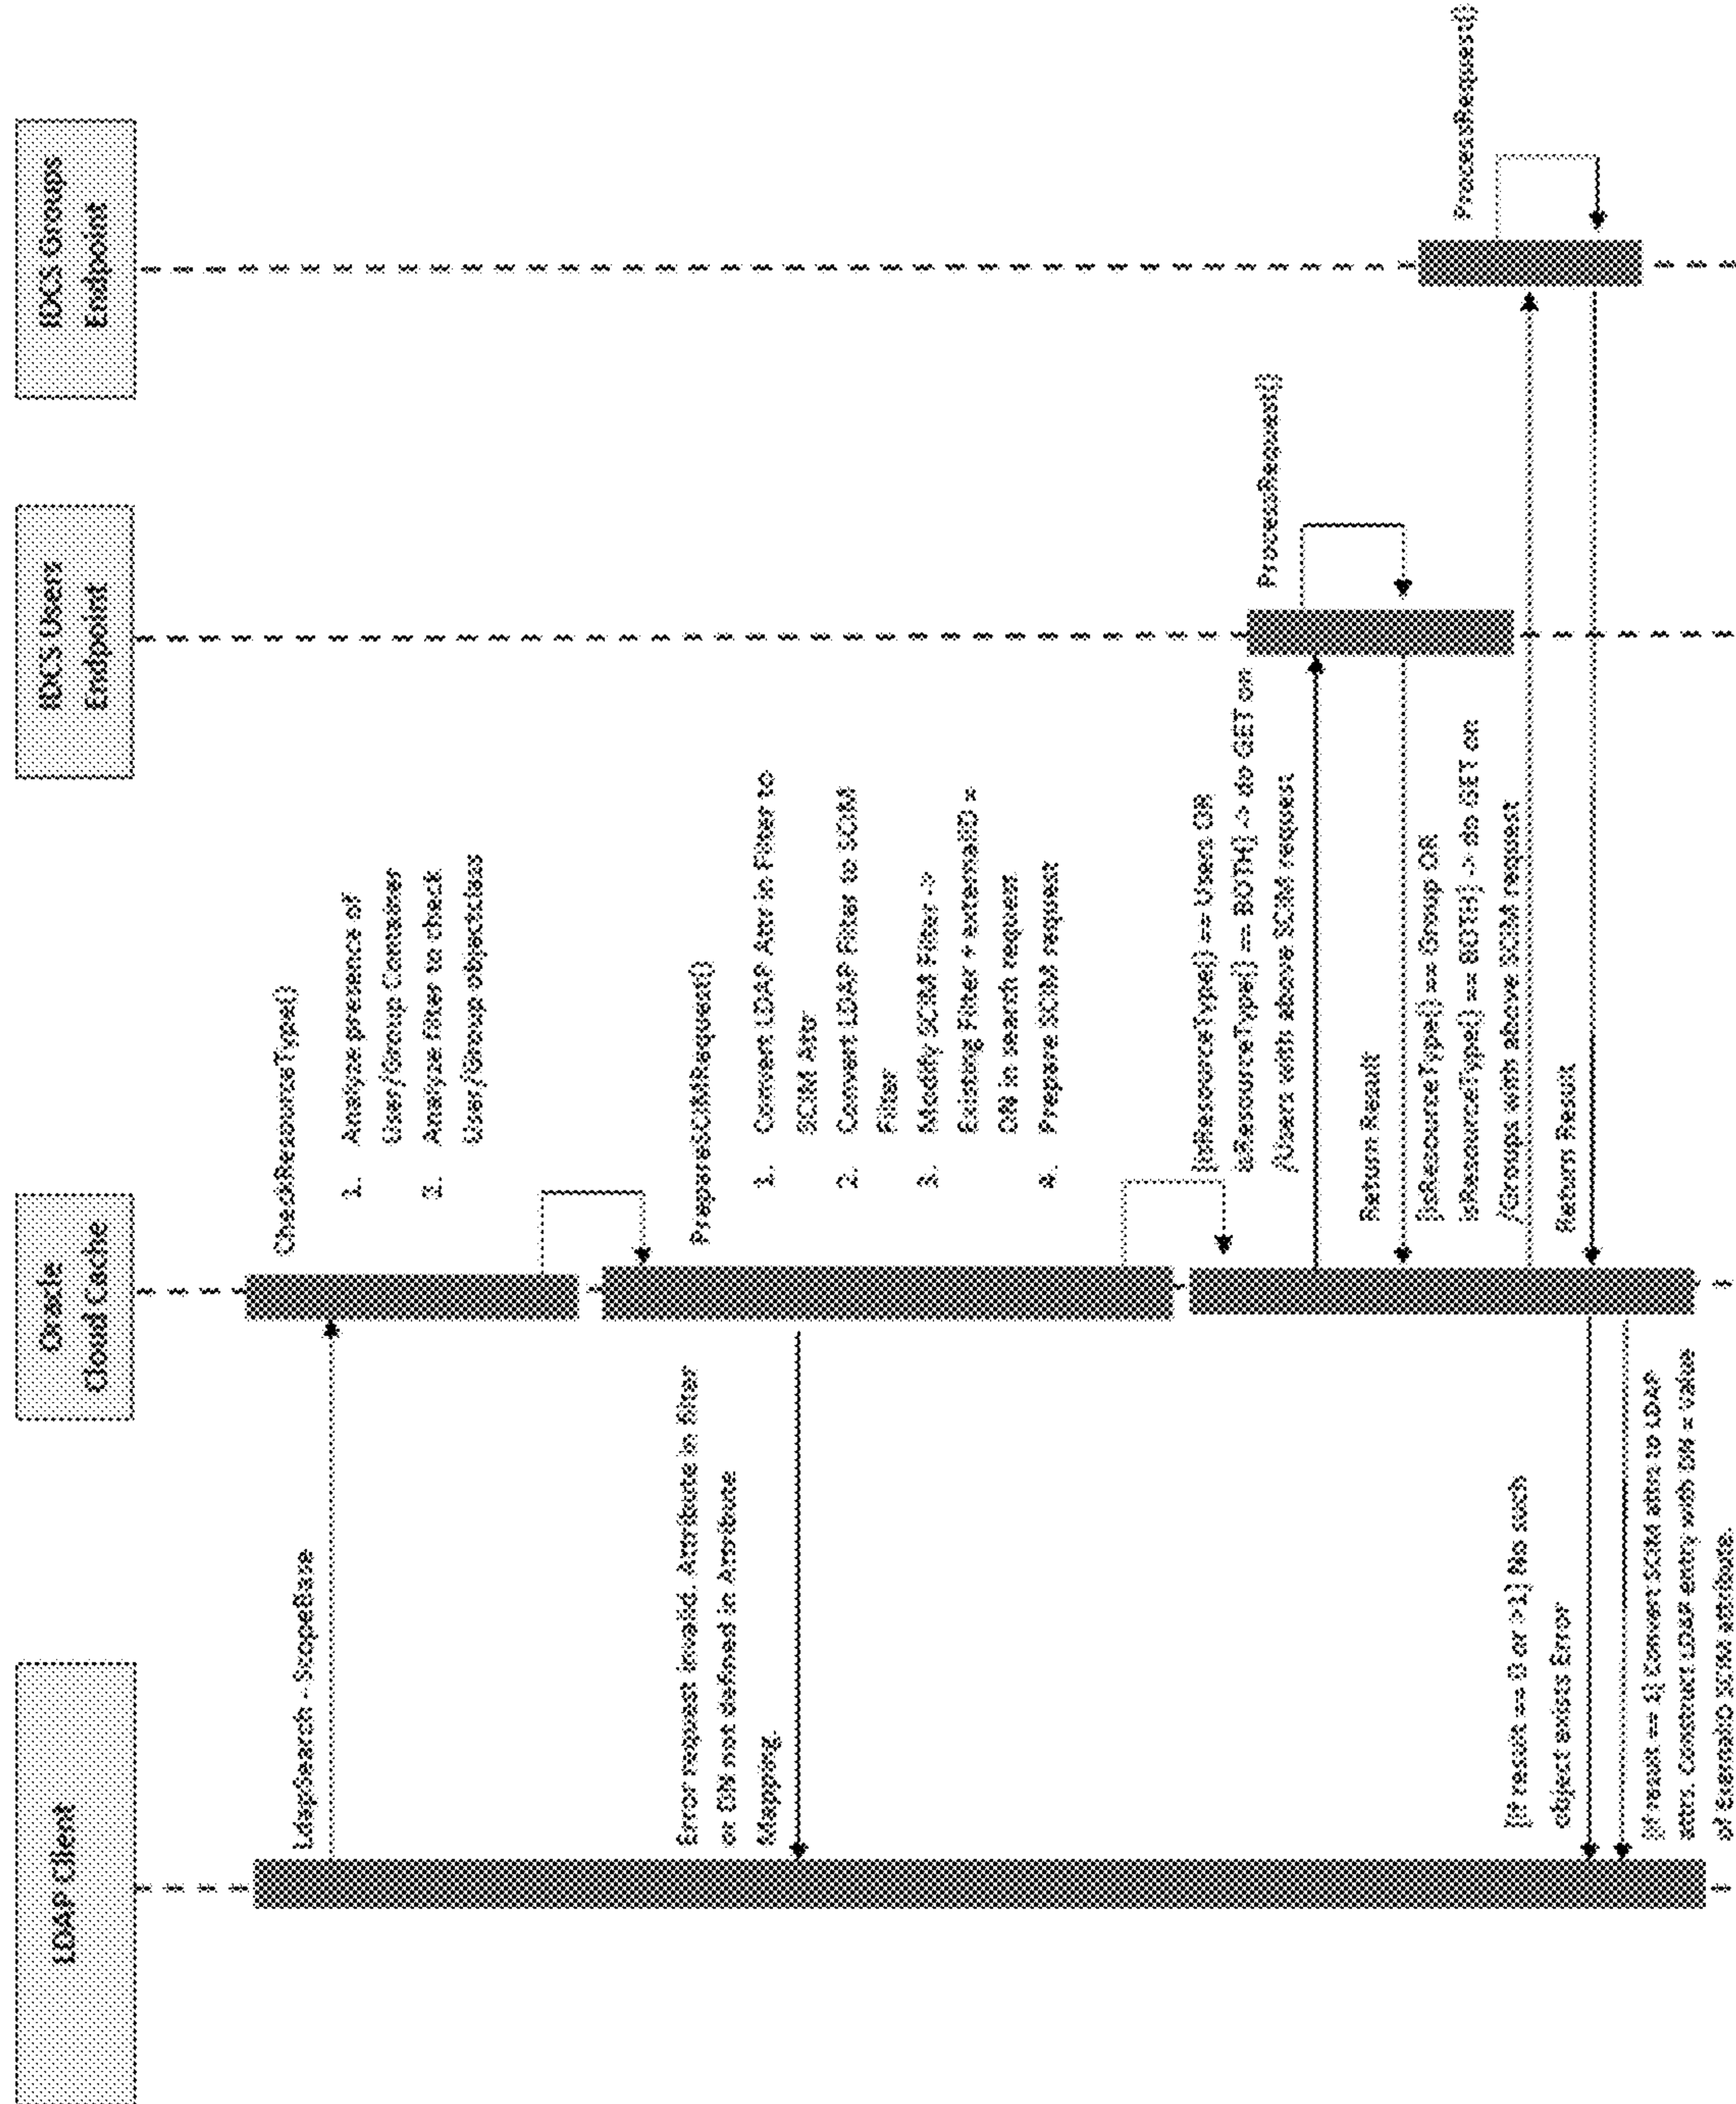 LDAP Client
Oracle
Cloud Cache
IDCS Users
Endpoint
IDCS Groups
Endpoint
LdapSearch - ScopeBase
CheckResourceType()
1. Analyze presence of
User/Group Container
2. Analyze filter to check
User/Group objectclass
Error request invalid. Attribute in filter
or DN not defined in Attribute
Mapping.
PrepareSCIMRequest()
1. Convert LDAP Attr in Filter to
SCIM Attr
2. Convert LDAP Filter to SCIM
Filter
3. Modify SCIM Filter ->
Existing Filter + externalID =
DN in search request
4. Prepare SCIM request
[isResourceType() == Users OR
isResourceType() == BOTH] -> do GET on
/Users with above SCIM request
ProcessRequest()
Return Result
[isResourceType() == Group OR
isResourceType() == BOTH] -> do GET on
/Groups with above SCIM request
ProcessRequest()
Return Result
[If result == 0 or >1] No such
object exists Error
[If result == 1] Convert SCIM attrs to LDAP
attrs. Construct LDAP entry with DN = value
of externalID SCIM attribute.